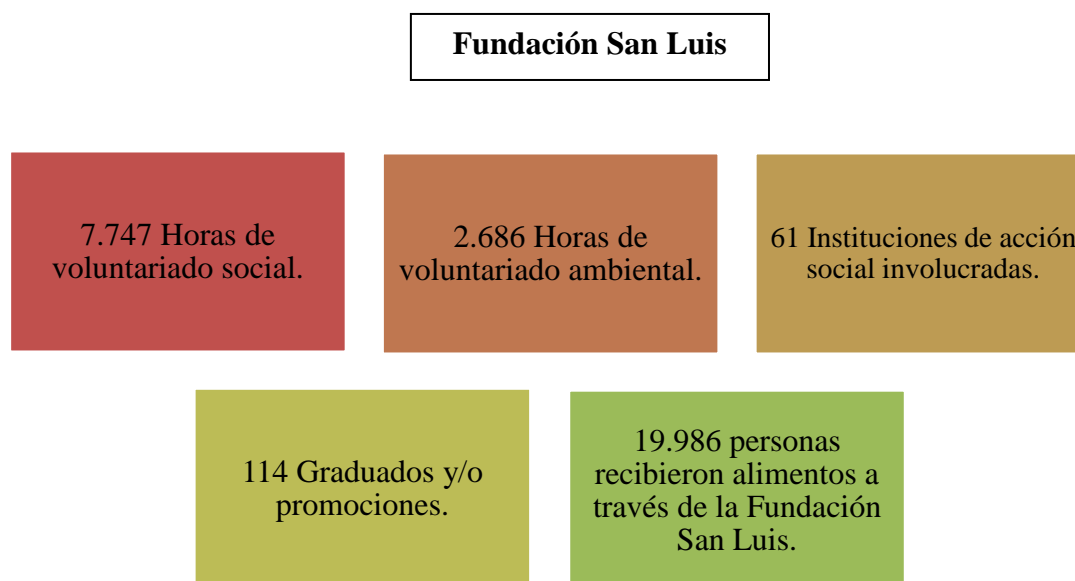 Fundación San Luis
7.747 Horas de
voluntariado social.
2.686 Horas de
voluntariado ambiental.
61 Instituciones de acción
social involucradas.
114 Graduados y/o
promociones.
19.986 personas
recibieron alimentos a
través de la Fundación
San Luis.